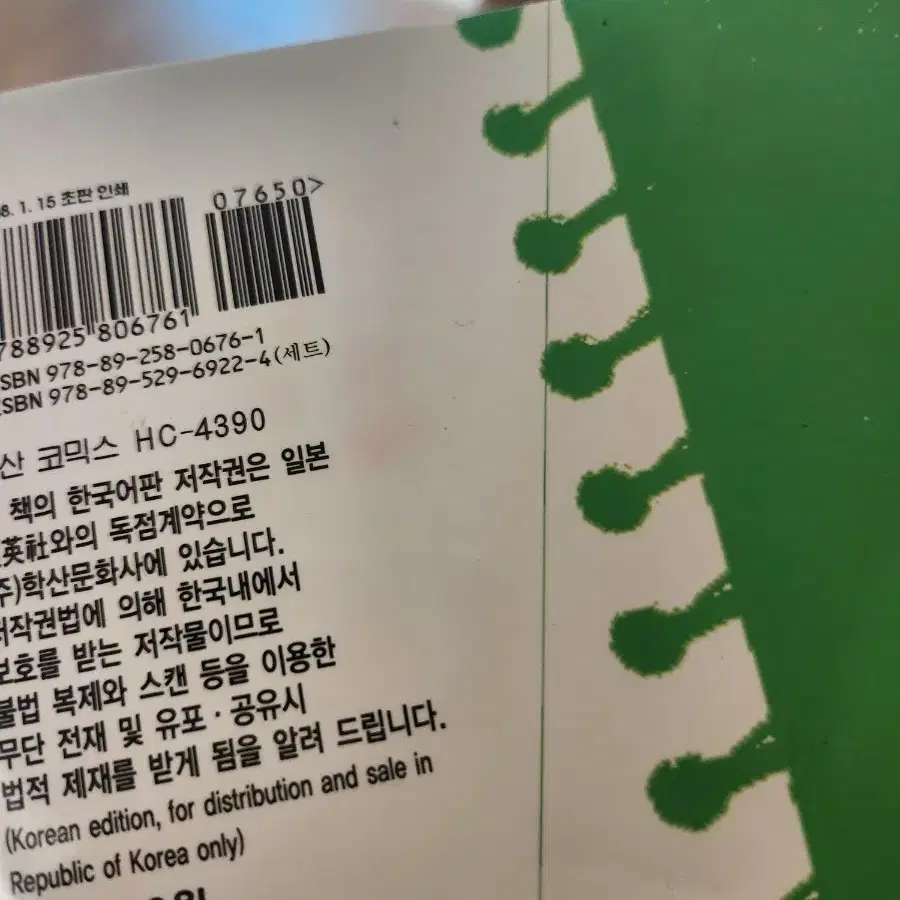 8. 1. 15 초판 인쇄
07650>
788925 806761
ISBN 978-89-258-0676-1
ISBN 978-89-529-6922-4(세트)
산 코믹스 HC-4390
책의 한국어판 저작권은 일본
英社와의 독점계약으로
주)학산문화사에 있습니다.
저작권법에 의해 한국내에서
보호를 받는 저작물이므로
불법 복제와 스캔 등을 이용한
무단 전재 및 유포·공유시
법적 제재를 받게 됨을 알려 드립니다.
(Korean edition, for distribution and sale in
Republic of Korea only)